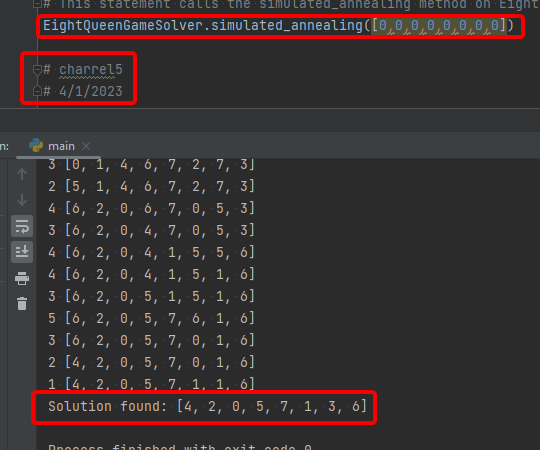 # This statement calls the simulated_annealing method on Eight
EightQueenGameSolver.simulated_annealing([0,0,0,0,0,0,0,0])
# charrel5
# 4/1/2023
n: main ×
3 [0, 1, 4, 6, 7, 2, 7, 3]
2 [5, 1, 4, 6, 7, 2, 7, 3]
4 [6, 2, 0, 6, 7, 0, 5, 3]
3 [6, 2, 0, 4, 7, 0, 5, 3]
4 [6, 2, 0, 4, 1, 5, 5, 6]
4 [6, 2, 0, 4, 1, 5, 1, 6]
3 [6, 2, 0, 5, 1, 5, 1, 6]
5 [6, 2, 0, 5, 7, 6, 1, 6]
3 [6, 2, 0, 5, 7, 0, 1, 6]
2 [4, 2, 0, 5, 7, 0, 1, 6]
1 [4, 2, 0, 5, 7, 1, 1, 6]
Solution found: [4, 2, 0, 5, 7, 1, 3, 6]
Process finished with exit code 0